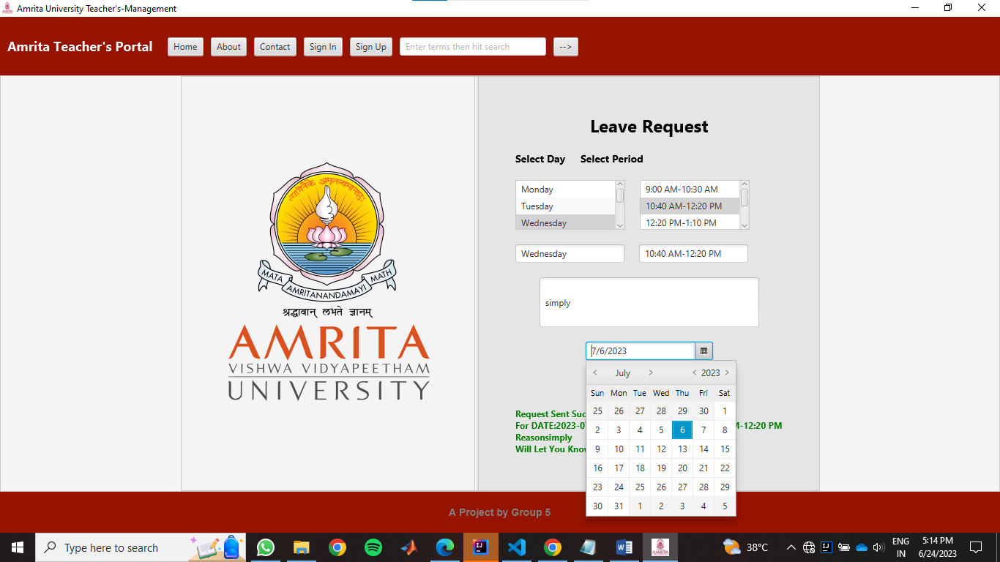 Amrita University Teacher's-Management
Amrita Teacher's Portal Home About Contact Sign In Sign Up Enter terms then hit search -->
Leave Request
Select Day Select Period
Monday 9:00 AM-10:30 AM
Tuesday 10:40 AM-12:20 PM
Wednesday 12:20 PM-1:10 PM
Wednesday 10:40 AM-12:20 PM
simply
7/6/2023
July 2023
Sun Mon Tue Wed Thu Fri Sat
25 26 27 28 29 30 1
2 3 4 5 6 7 8
9 10 11 12 13 14 15
16 17 18 19 20 21 22
23 24 25 26 27 28 29
30 31 1 2 3 4 5
Request Sent Suc
For DATE:2023-0 M-12:20 PM
Reasonsimply
Will Let You Know
MATA AMRITANANDAMAYI MATH
श्रद्धावान् लभते ज्ञानम्
AMRITA
VISHWA VIDYAPEETHAM
UNIVERSITY
A Project by Group 5
Type here to search
38°C
ENG
IN
5:14 PM
6/24/2023